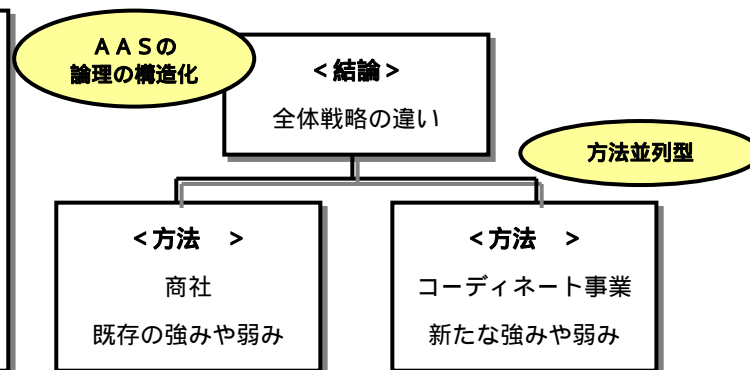 ＡＡＳの
論理の構造化
＜結論＞
全体戦略の違い
方法並列型
＜方法　＞
商社
既存の強みや弱み
＜方法　＞
コーディネート事業
新たな強みや弱み